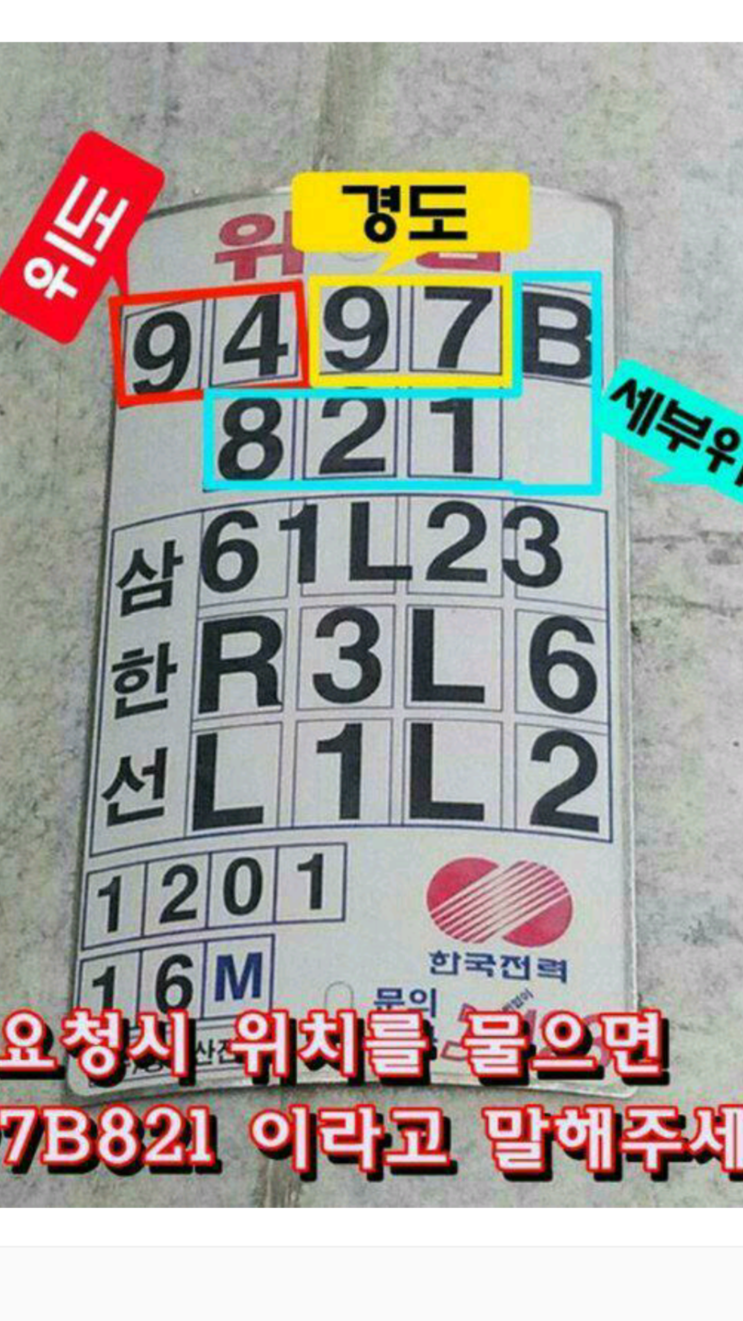 위도
경도
9497B
세부위
821
삼한선
61L23
R3L6
L1L2
1201
16M
한국전력
문의
요청시 위치를 물으면
7B821 이라고 말해주세